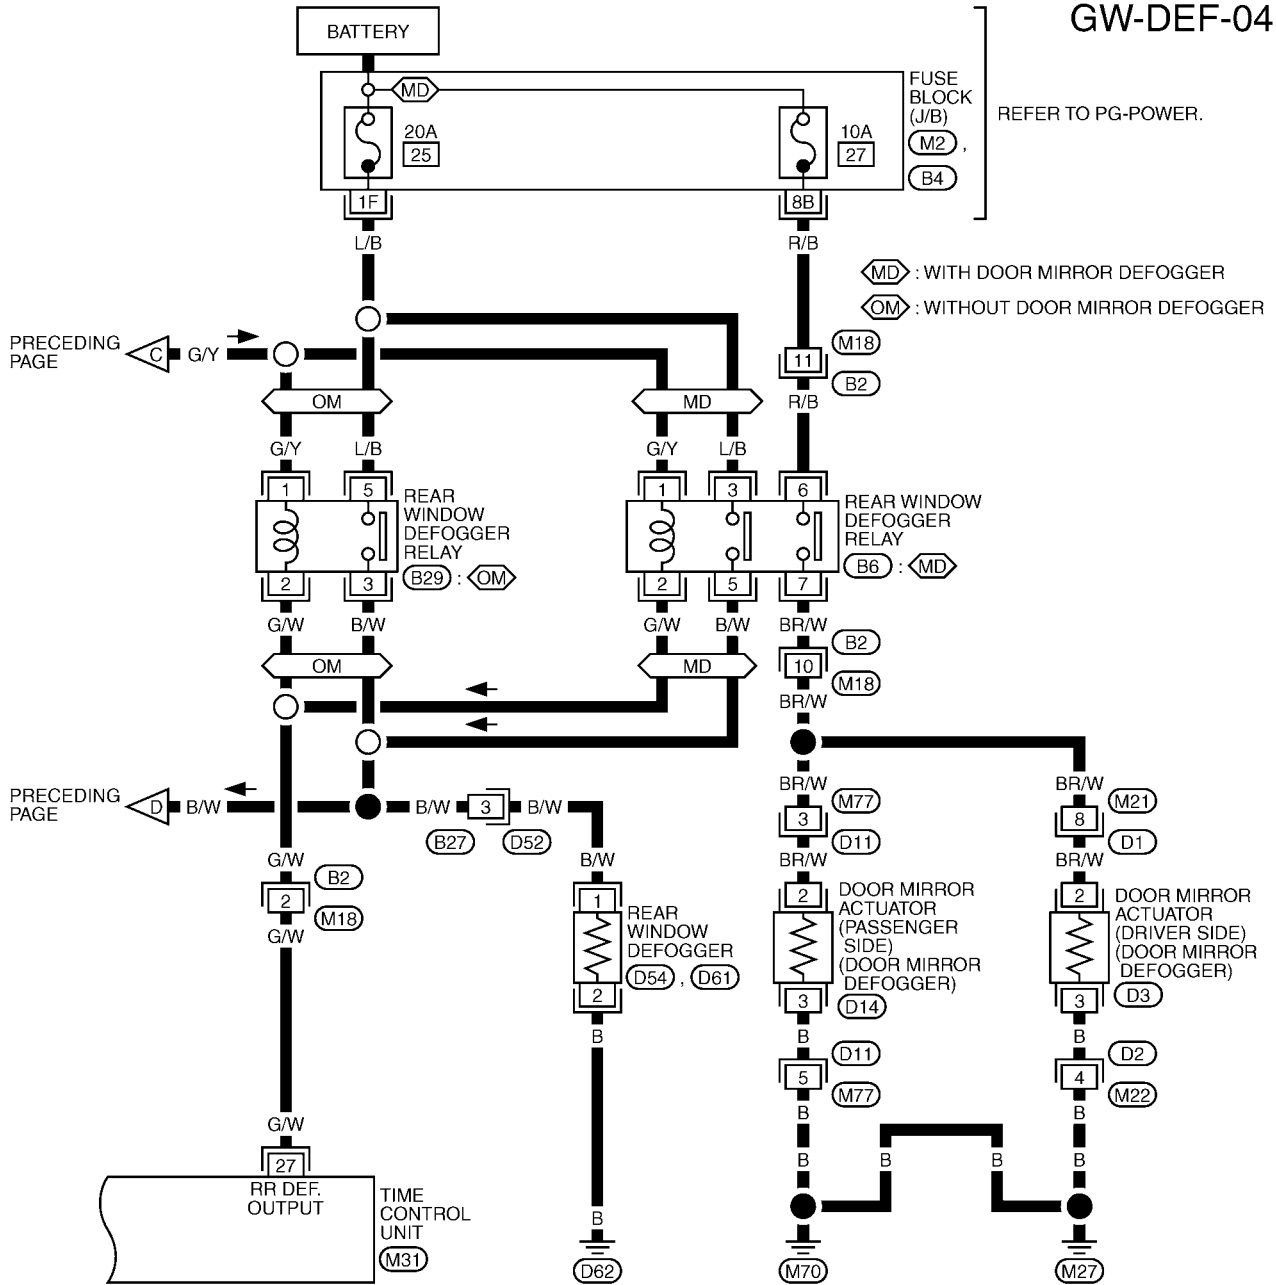 GW-DEF-04
BATTERY
MD
20A
25
10A
27
FUSE
BLOCK
(J/B)
M2 ,
B4
REFER TO PG-POWER.
1F
8B
L/B
R/B
MD : WITH DOOR MIRROR DEFOGGER
OM : WITHOUT DOOR MIRROR DEFOGGER
PRECEDING
PAGE
C
G/Y
M18
11
B2
R/B
OM
MD
G/Y
L/B
G/Y
L/B
1
5
1
3
6
REAR
WINDOW
DEFOGGER
RELAY
B29 : OM
REAR WINDOW
DEFOGGER
RELAY
B6 : MD
2
3
2
5
7
G/W
B/W
G/W
B/W
BR/W
B2
OM
MD
10
M18
BR/W
PRECEDING
PAGE
D
B/W
B/W
3
B/W
B27
D52
BR/W
M77
3
D11
BR/W
BR/W
M21
8
D1
BR/W
G/W
B2
2
M18
G/W
B/W
1
REAR
WINDOW
DEFOGGER
D54 , D61
2
B
2
DOOR MIRROR
ACTUATOR
(PASSENGER
SIDE)
(DOOR MIRROR
DEFOGGER)
D14
3
2
DOOR MIRROR
ACTUATOR
(DRIVER SIDE)
(DOOR MIRROR
DEFOGGER)
D3
3
B
D11
5
M77
B
B
D2
4
M22
B
G/W
27
RR DEF.
OUTPUT
TIME
CONTROL
UNIT
M31
B
B
B
B
B
D62
M70
M27